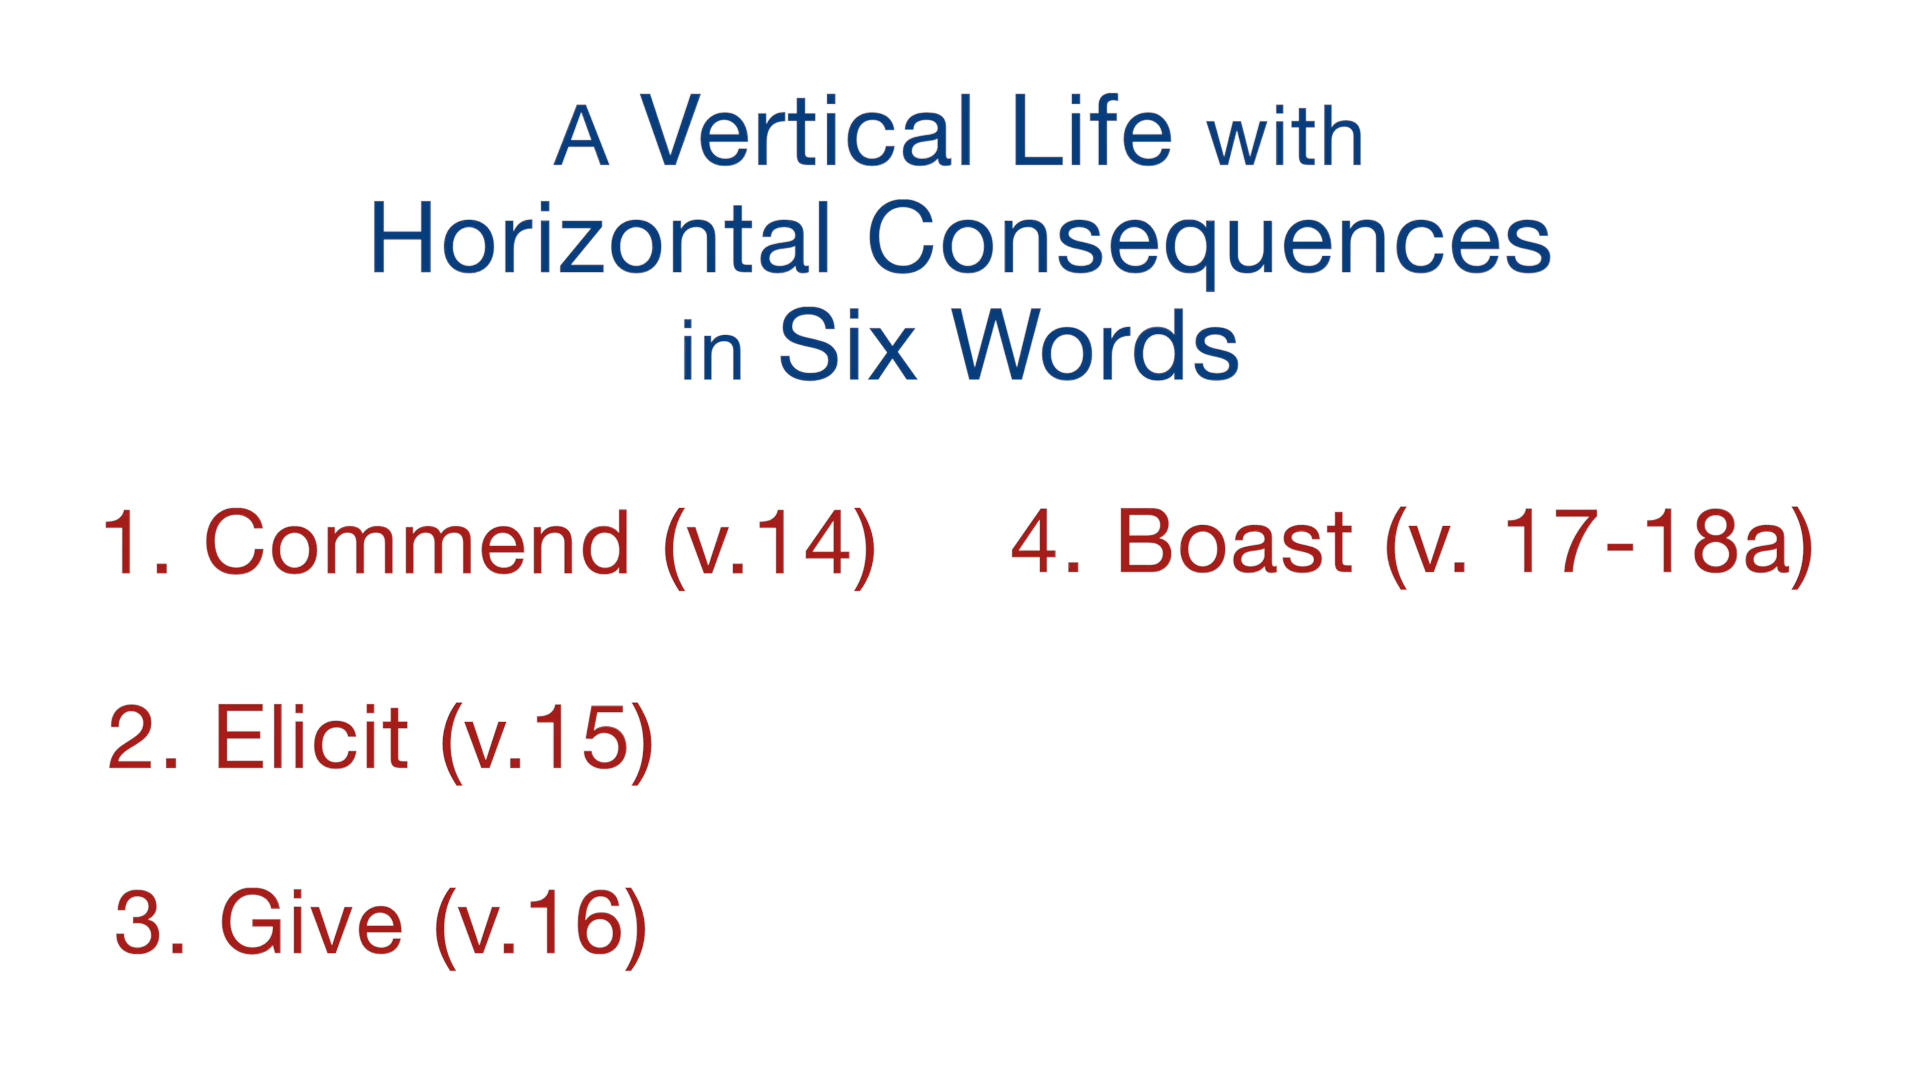 A Vertical Life with
Horizontal Consequences
in Six Words
1. Commend (v.14)
2. Elicit (v.15)
3. Give (v.16)
4. Boast (v. 17-18a)